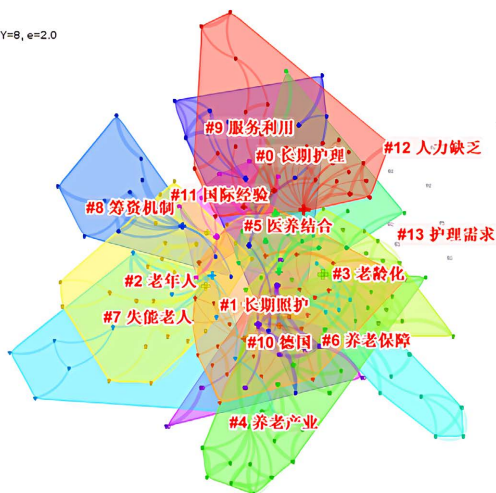 Y=8, e=2.0
#9 服务利用
#0 长期护理
#12 人力缺乏
#11 国际经验
#8 筹资机制
#5 医养结合
#13 护理需求
#2 老年人
#3 老龄化
#1 长期照护
#7 失能老人
#10 德国
#6 养老保障
#4 养老产业